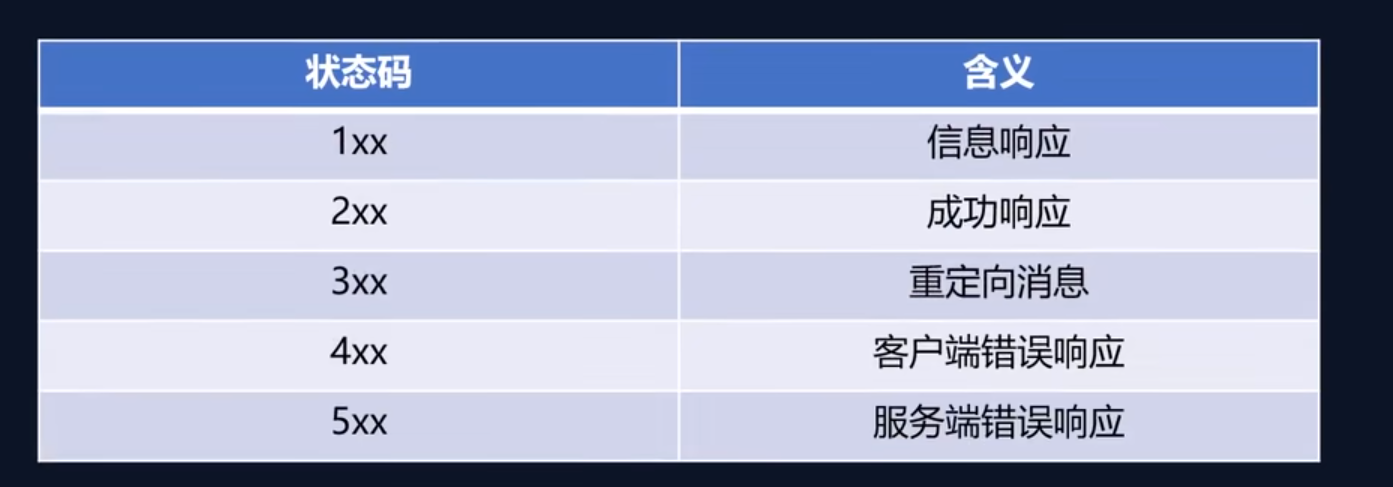 状态码 含义
1xx 信息响应
2xx 成功响应
3xx 重定向消息
4xx 客户端错误响应
5xx 服务端错误响应